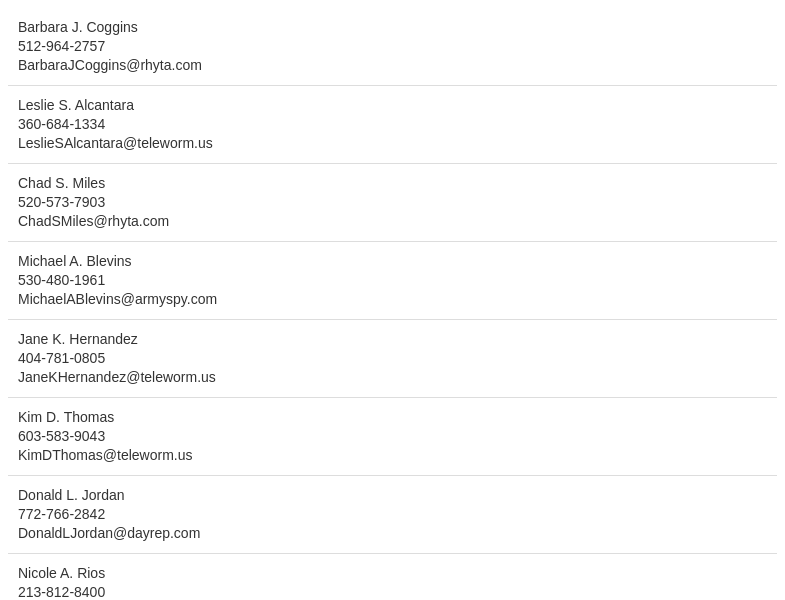 Barbara J. Coggins
512-964-2757
BarbaraJCoggins@rhyta.com
Leslie S. Alcantara
360-684-1334
LeslieSAlcantara@teleworm.us
Chad S. Miles
520-573-7903
ChadSMiles@rhyta.com
Michael A. Blevins
530-480-1961
MichaelABlevins@armyspy.com
Jane K. Hernandez
404-781-0805
JaneKHernandez@teleworm.us
Kim D. Thomas
603-583-9043
KimDThomas@teleworm.us
Donald L. Jordan
772-766-2842
DonaldLJordan@dayrep.com
Nicole A. Rios
213-812-8400